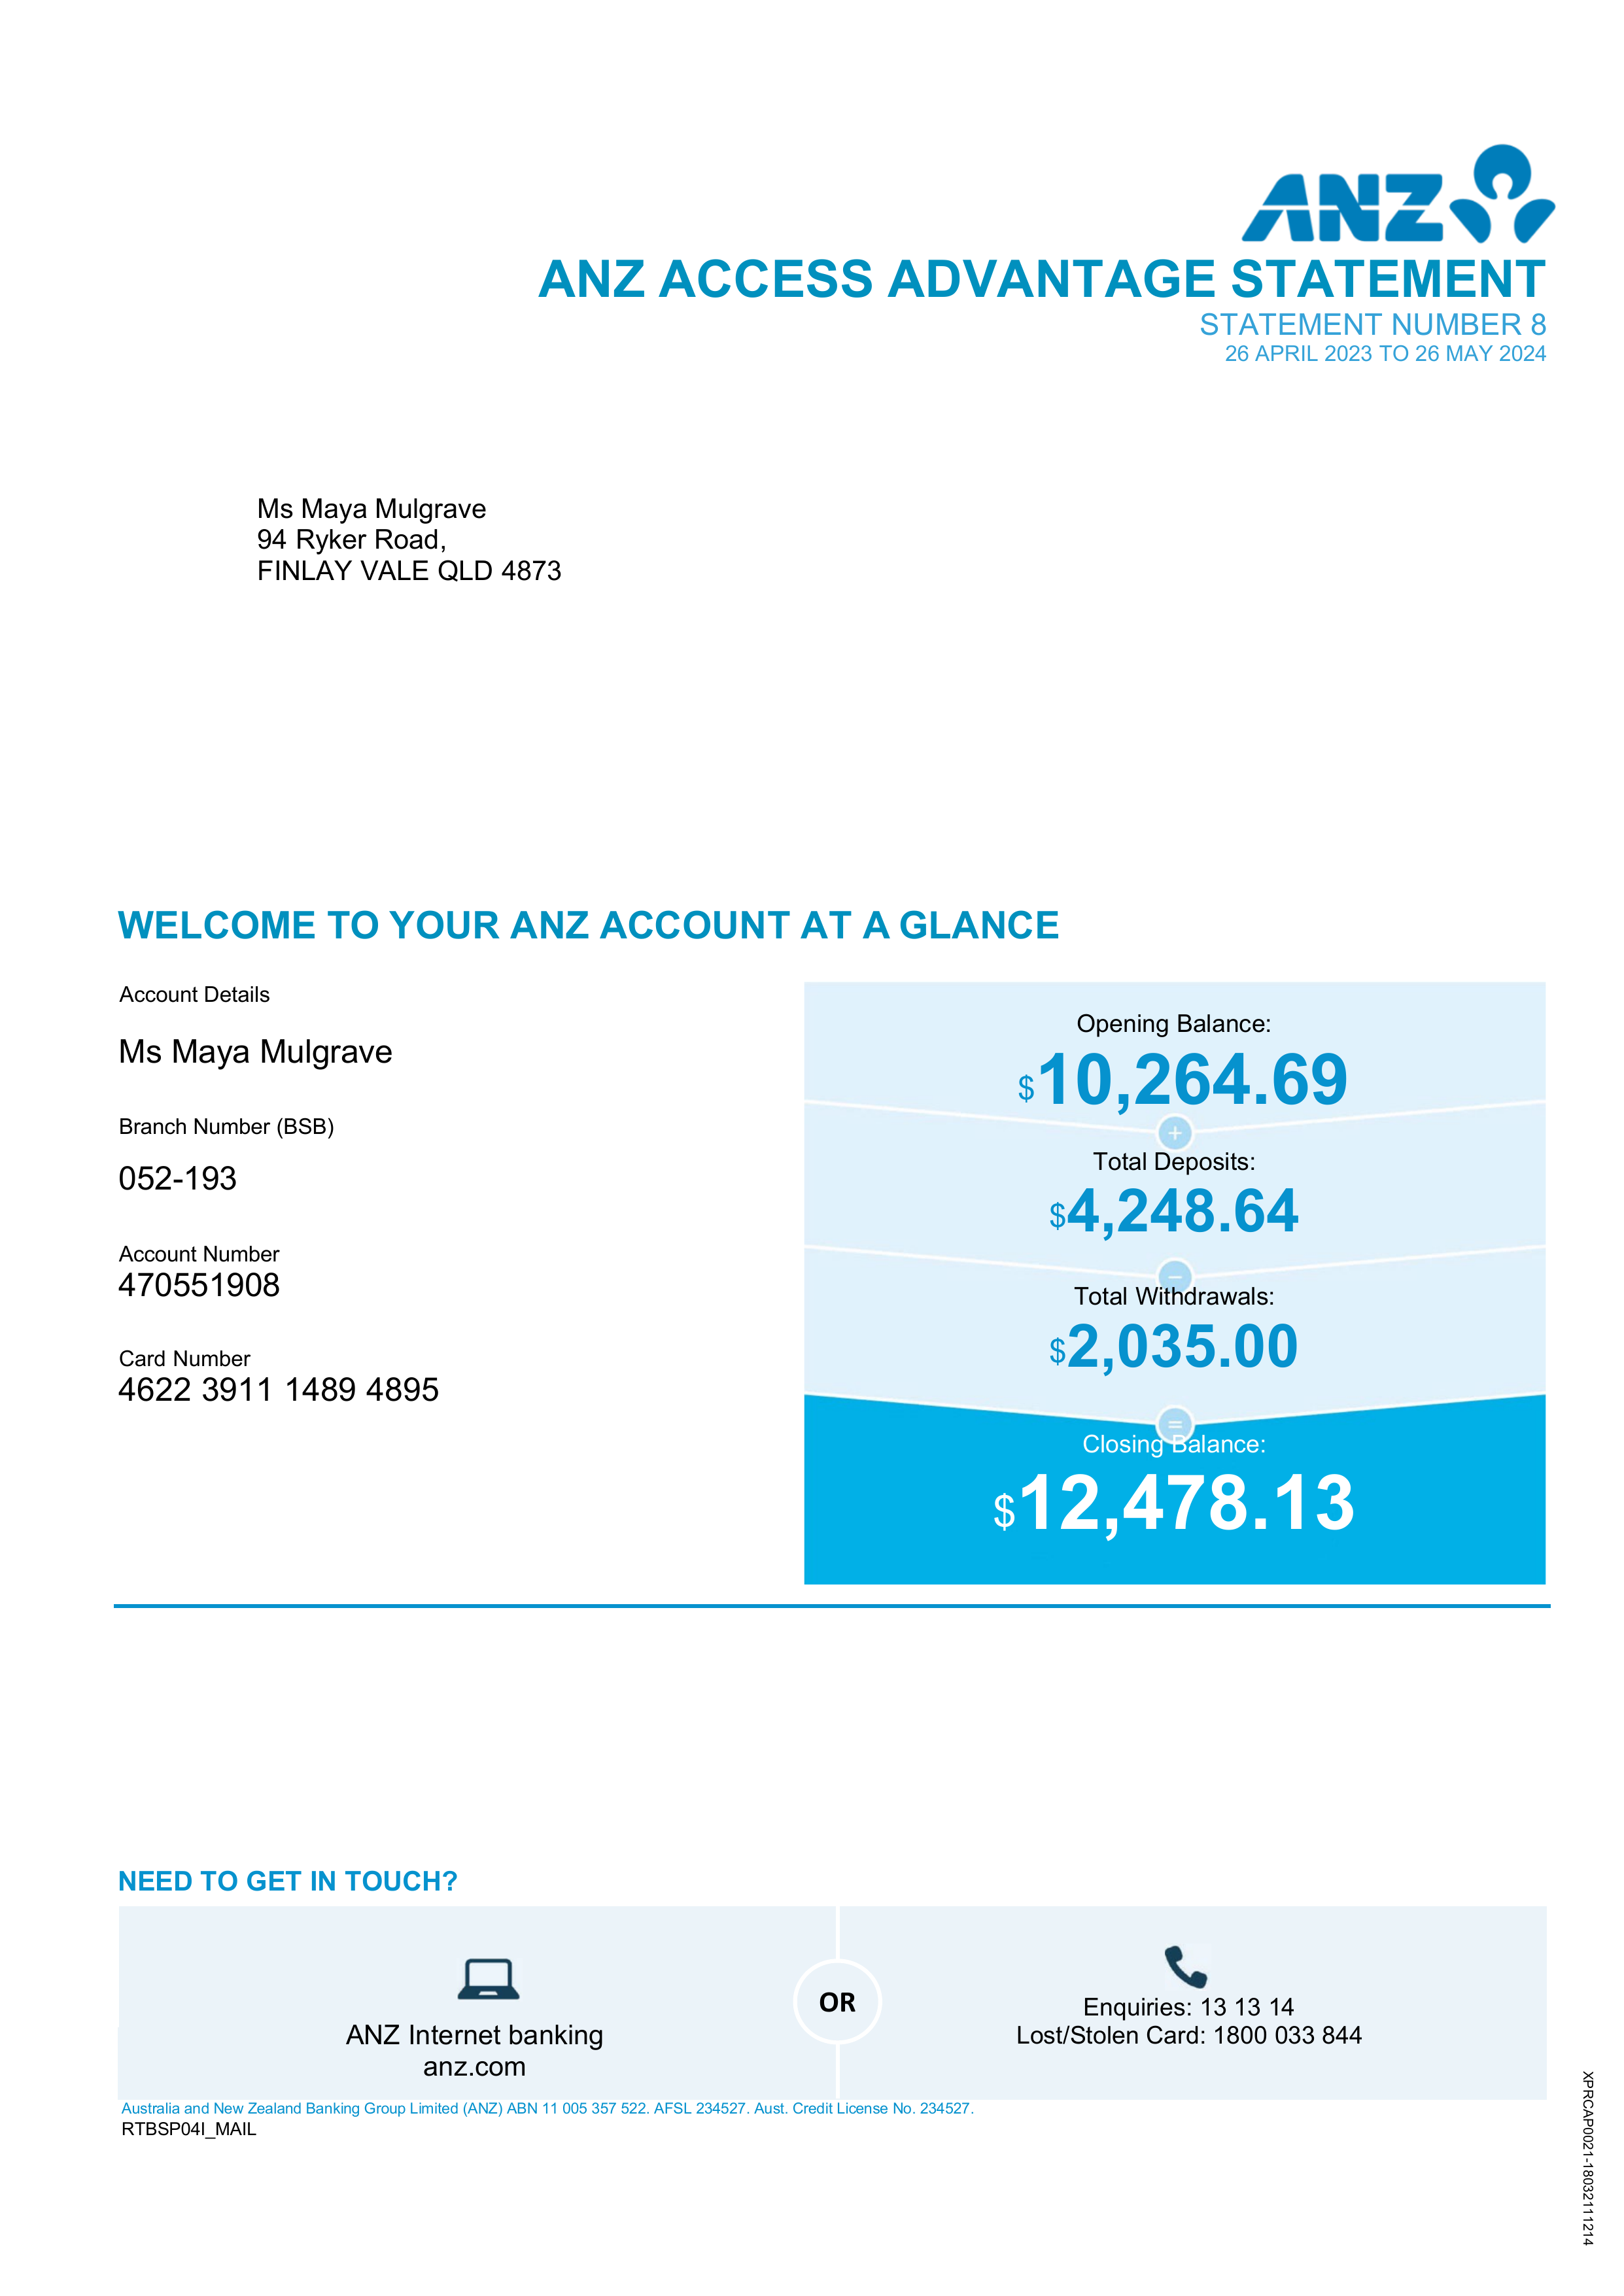 ANZ
ANZ ACCESS ADVANTAGE STATEMENT
STATEMENT NUMBER 8
26 APRIL 2023 TO 26 MAY 2024
Ms Maya Mulgrave
94 Ryker Road,
FINLAY VALE QLD 4873
WELCOME TO YOUR ANZ ACCOUNT AT A GLANCE
Account Details
Ms Maya Mulgrave
Branch Number (BSB)
052-193
Account Number
470551908
Card Number
4622 3911 1489 4895
Opening Balance:
$10,264.69
+
Total Deposits:
$4,248.64
−
Total Withdrawals:
$2,035.00
=
Closing Balance:
$12,478.13
NEED TO GET IN TOUCH?
ANZ Internet banking
anz.com
OR
Enquiries: 13 13 14
Lost/Stolen Card: 1800 033 844
Australia and New Zealand Banking Group Limited (ANZ) ABN 11 005 357 522. AFSL 234527. Aust. Credit License No. 234527.
RTBSP04I_MAIL
XPRCAP0021-18032111214